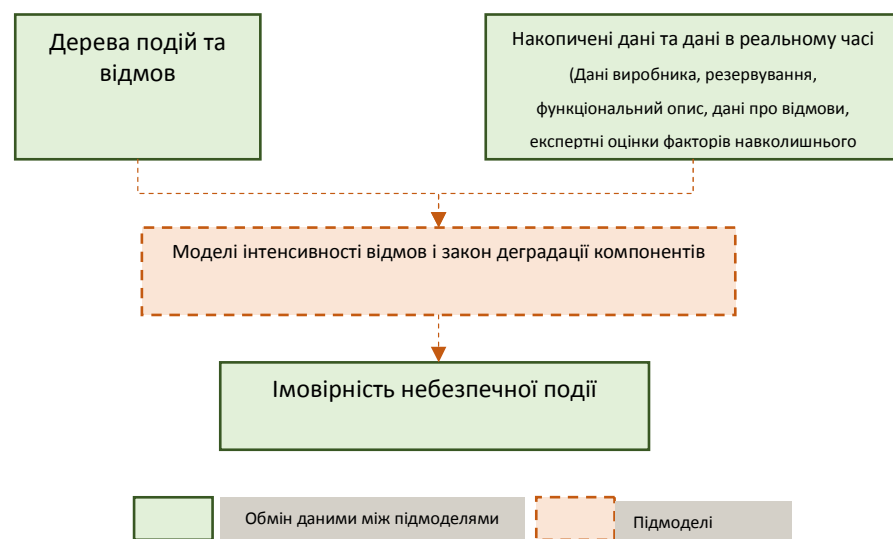 Дерева подій та
відмов
Накопичені дані та дані в реальному часі
(Дані виробника, резервування,
функціональний опис, дані про відмови,
експертні оцінки факторів навколишнього
Моделі інтенсивності відмов і закон деградації компонентів
Імовірність небезпечної події
Обмін даними між підмоделями
Підмоделі